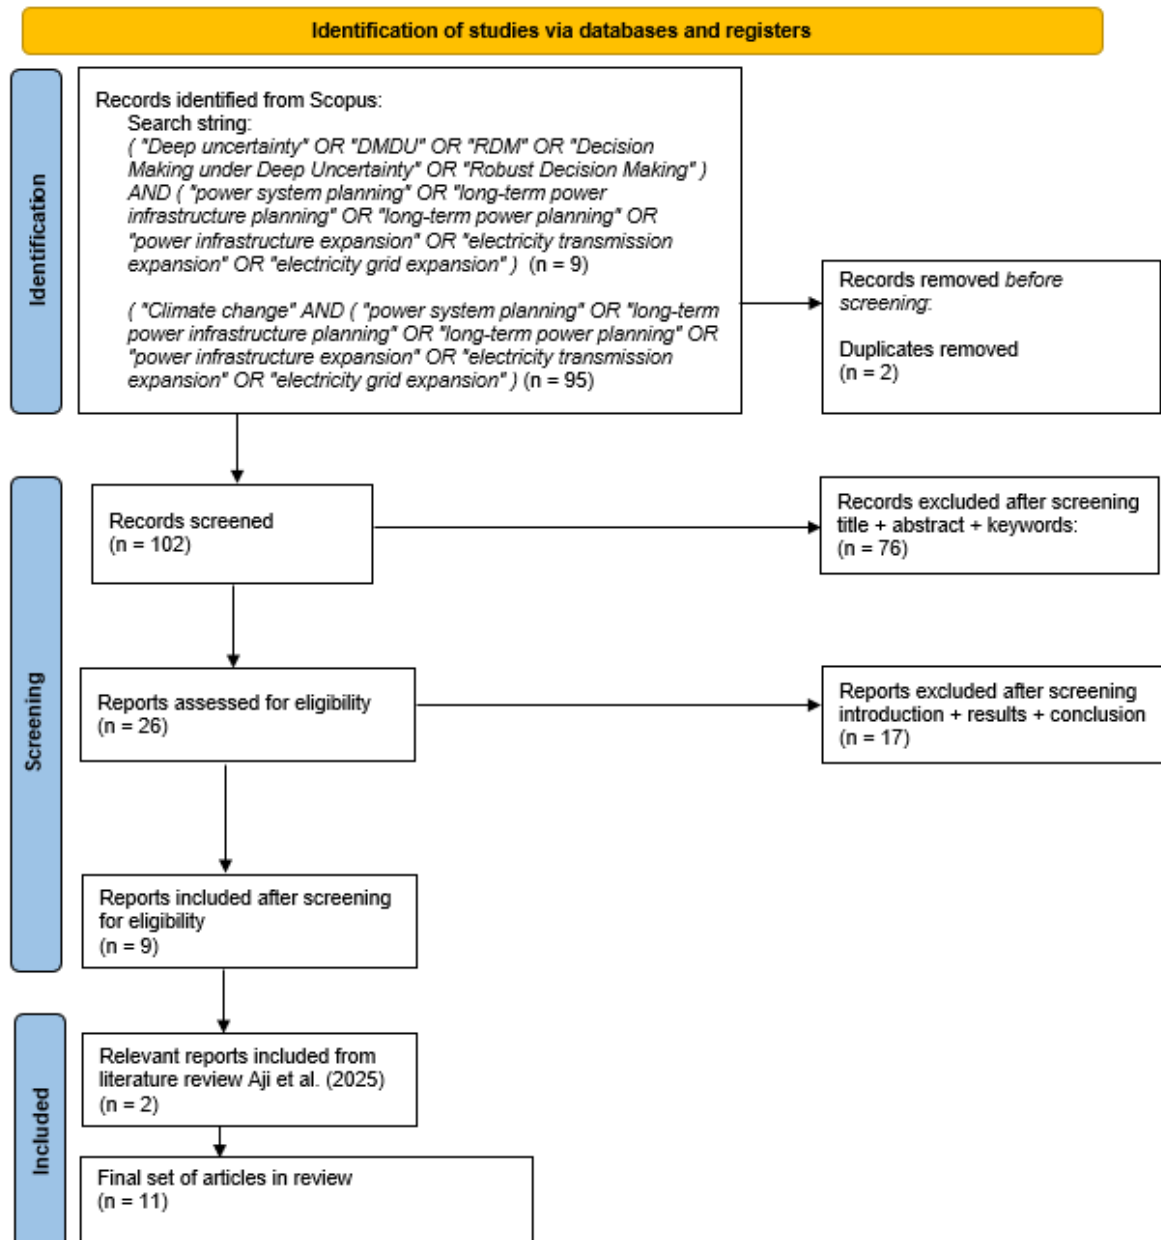 Identification of studies via databases and registers
Identification
Records identified from Scopus:
Search string:
( "Deep uncertainty" OR "DMDU" OR "RDM" OR "Decision
Making under Deep Uncertainty" OR "Robust Decision Making" )
AND ( "power system planning" OR "long-term power
infrastructure planning" OR "long-term power planning" OR
"power infrastructure expansion" OR "electricity transmission
expansion" OR "electricity grid expansion" ) (n = 9)
( "Climate change" AND ( "power system planning" OR "long-term
power infrastructure planning" OR "long-term power planning" OR
"power infrastructure expansion" OR "electricity transmission
expansion" OR "electricity grid expansion" ) (n = 95)
Records removed before
screening:
Duplicates removed
(n = 2)
Screening
Records screened
(n = 102)
Records excluded after screening
title + abstract + keywords:
(n = 76)
Reports assessed for eligibility
(n = 26)
Reports excluded after screening
introduction + results + conclusion
(n = 17)
Reports included after screening
for eligibility
(n = 9)
Included
Relevant reports included from
literature review Aji et al. (2025)
(n = 2)
Final set of articles in review
(n = 11)